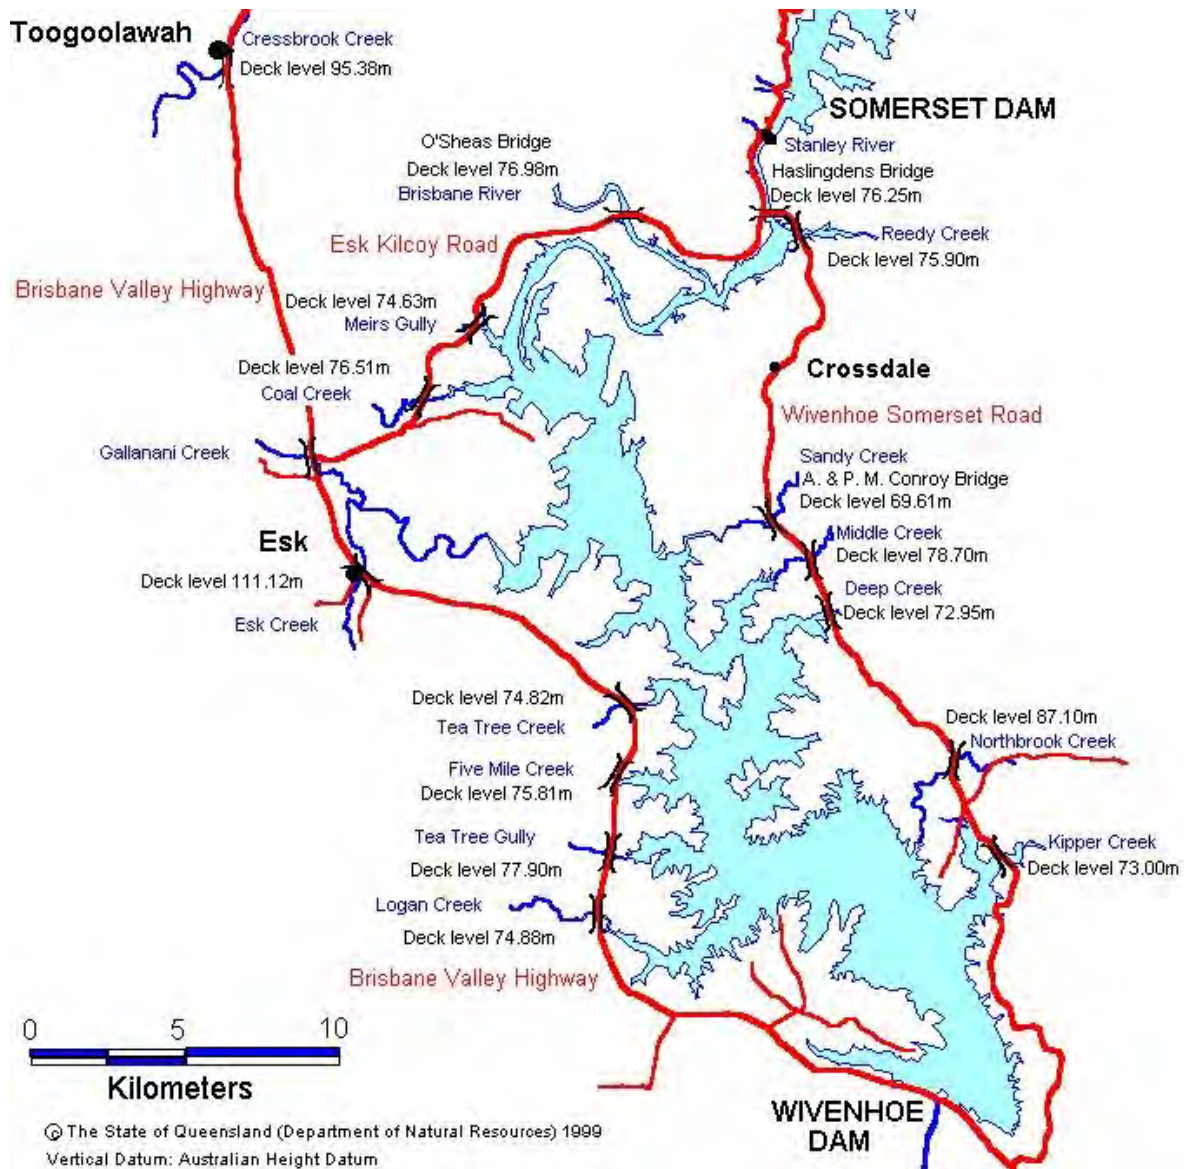 Toogoolawah
Cressbrook Creek
Deck level 95.38m
SOMERSET DAM
O'Sheas Bridge
Deck level 76.98m
Brisbane River
Stanley River
Haslingdens Bridge
Deck level 76.25m
Esk Kilcoy Road
Reedy Creek
Deck level 75.90m
Brisbane Valley Highway
Deck level 74.63m
Meirs Gully
Deck level 76.51m
Coal Creek
Crossdale
Wivenhoe Somerset Road
Gallanani Creek
Sandy Creek
A. & P. M. Conroy Bridge
Deck level 69.61m
Middle Creek
Deck level 78.70m
Esk
Deck level 111.12m
Esk Creek
Deep Creek
Deck level 72.95m
Deck level 74.82m
Tea Tree Creek
Deck level 87.10m
Northbrook Creek
Five Mile Creek
Deck level 75.81m
Tea Tree Gully
Deck level 77.90m
Kipper Creek
Deck level 73.00m
Logan Creek
Deck level 74.88m
Brisbane Valley Highway
0 5 10
Kilometers
WIVENHOE
DAM
© The State of Queensland (Department of Natural Resources) 1999
Vertical Datum: Australian Height Datum